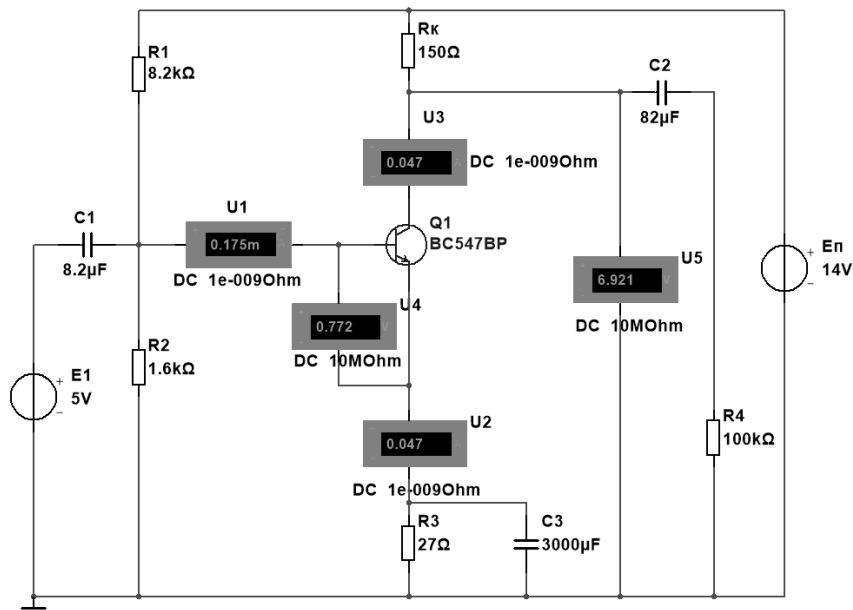 Rк
150Ω
R1
8.2kΩ
C2
82µF
U3
0.047
DC 1e-009Ohm
C1
8.2µF
U1
0.175m
DC 1e-009Ohm
Q1
BC547BP
U5
6.921
V
DC 10MOhm
Eп
14V
U4
0.772
V
DC 10MOhm
R2
1.6kΩ
E1
5V
R4
100kΩ
U2
0.047
DC 1e-009Ohm
R3
27Ω
C3
3000µF